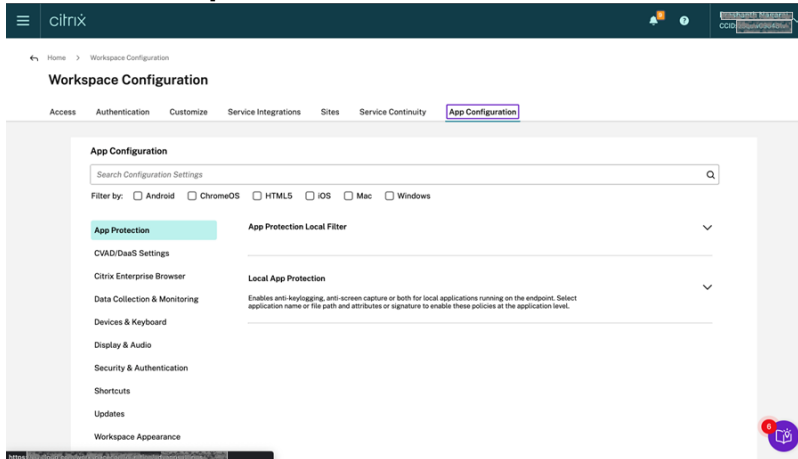 citrix
CCID:
Home > Workspace Configuration
Workspace Configuration
Access Authentication Customize Service Integrations Sites Service Continuity App Configuration
App Configuration
Search Configuration Settings
Filter by: Android ChromeOS HTML5 iOS Mac Windows
App Protection
App Protection Local Filter
CVAD/DaaS Settings
Citrix Enterprise Browser
Local App Protection
Data Collection & Monitoring
Enables anti-keylogging, anti-screen capture or both for local applications running on the endpoint. Select
application name or file path and attributes or signature to enable these policies at the application level.
Devices & Keyboard
Display & Audio
Security & Authentication
Shortcuts
Updates
6
Workspace Appearance
https